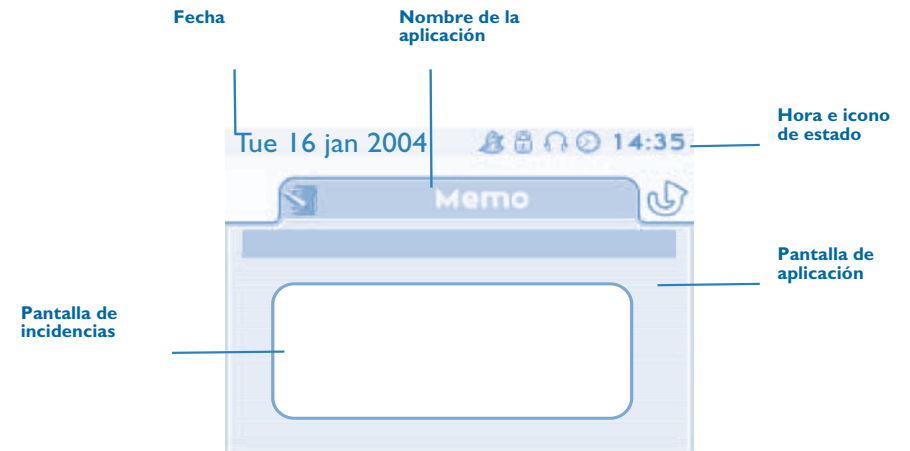 Fecha
Nombre de la
aplicación
Hora e icono
de estado
Tue 16 jan 2004
14:35
Memo
Pantalla de
aplicación
Pantalla de
incidencias